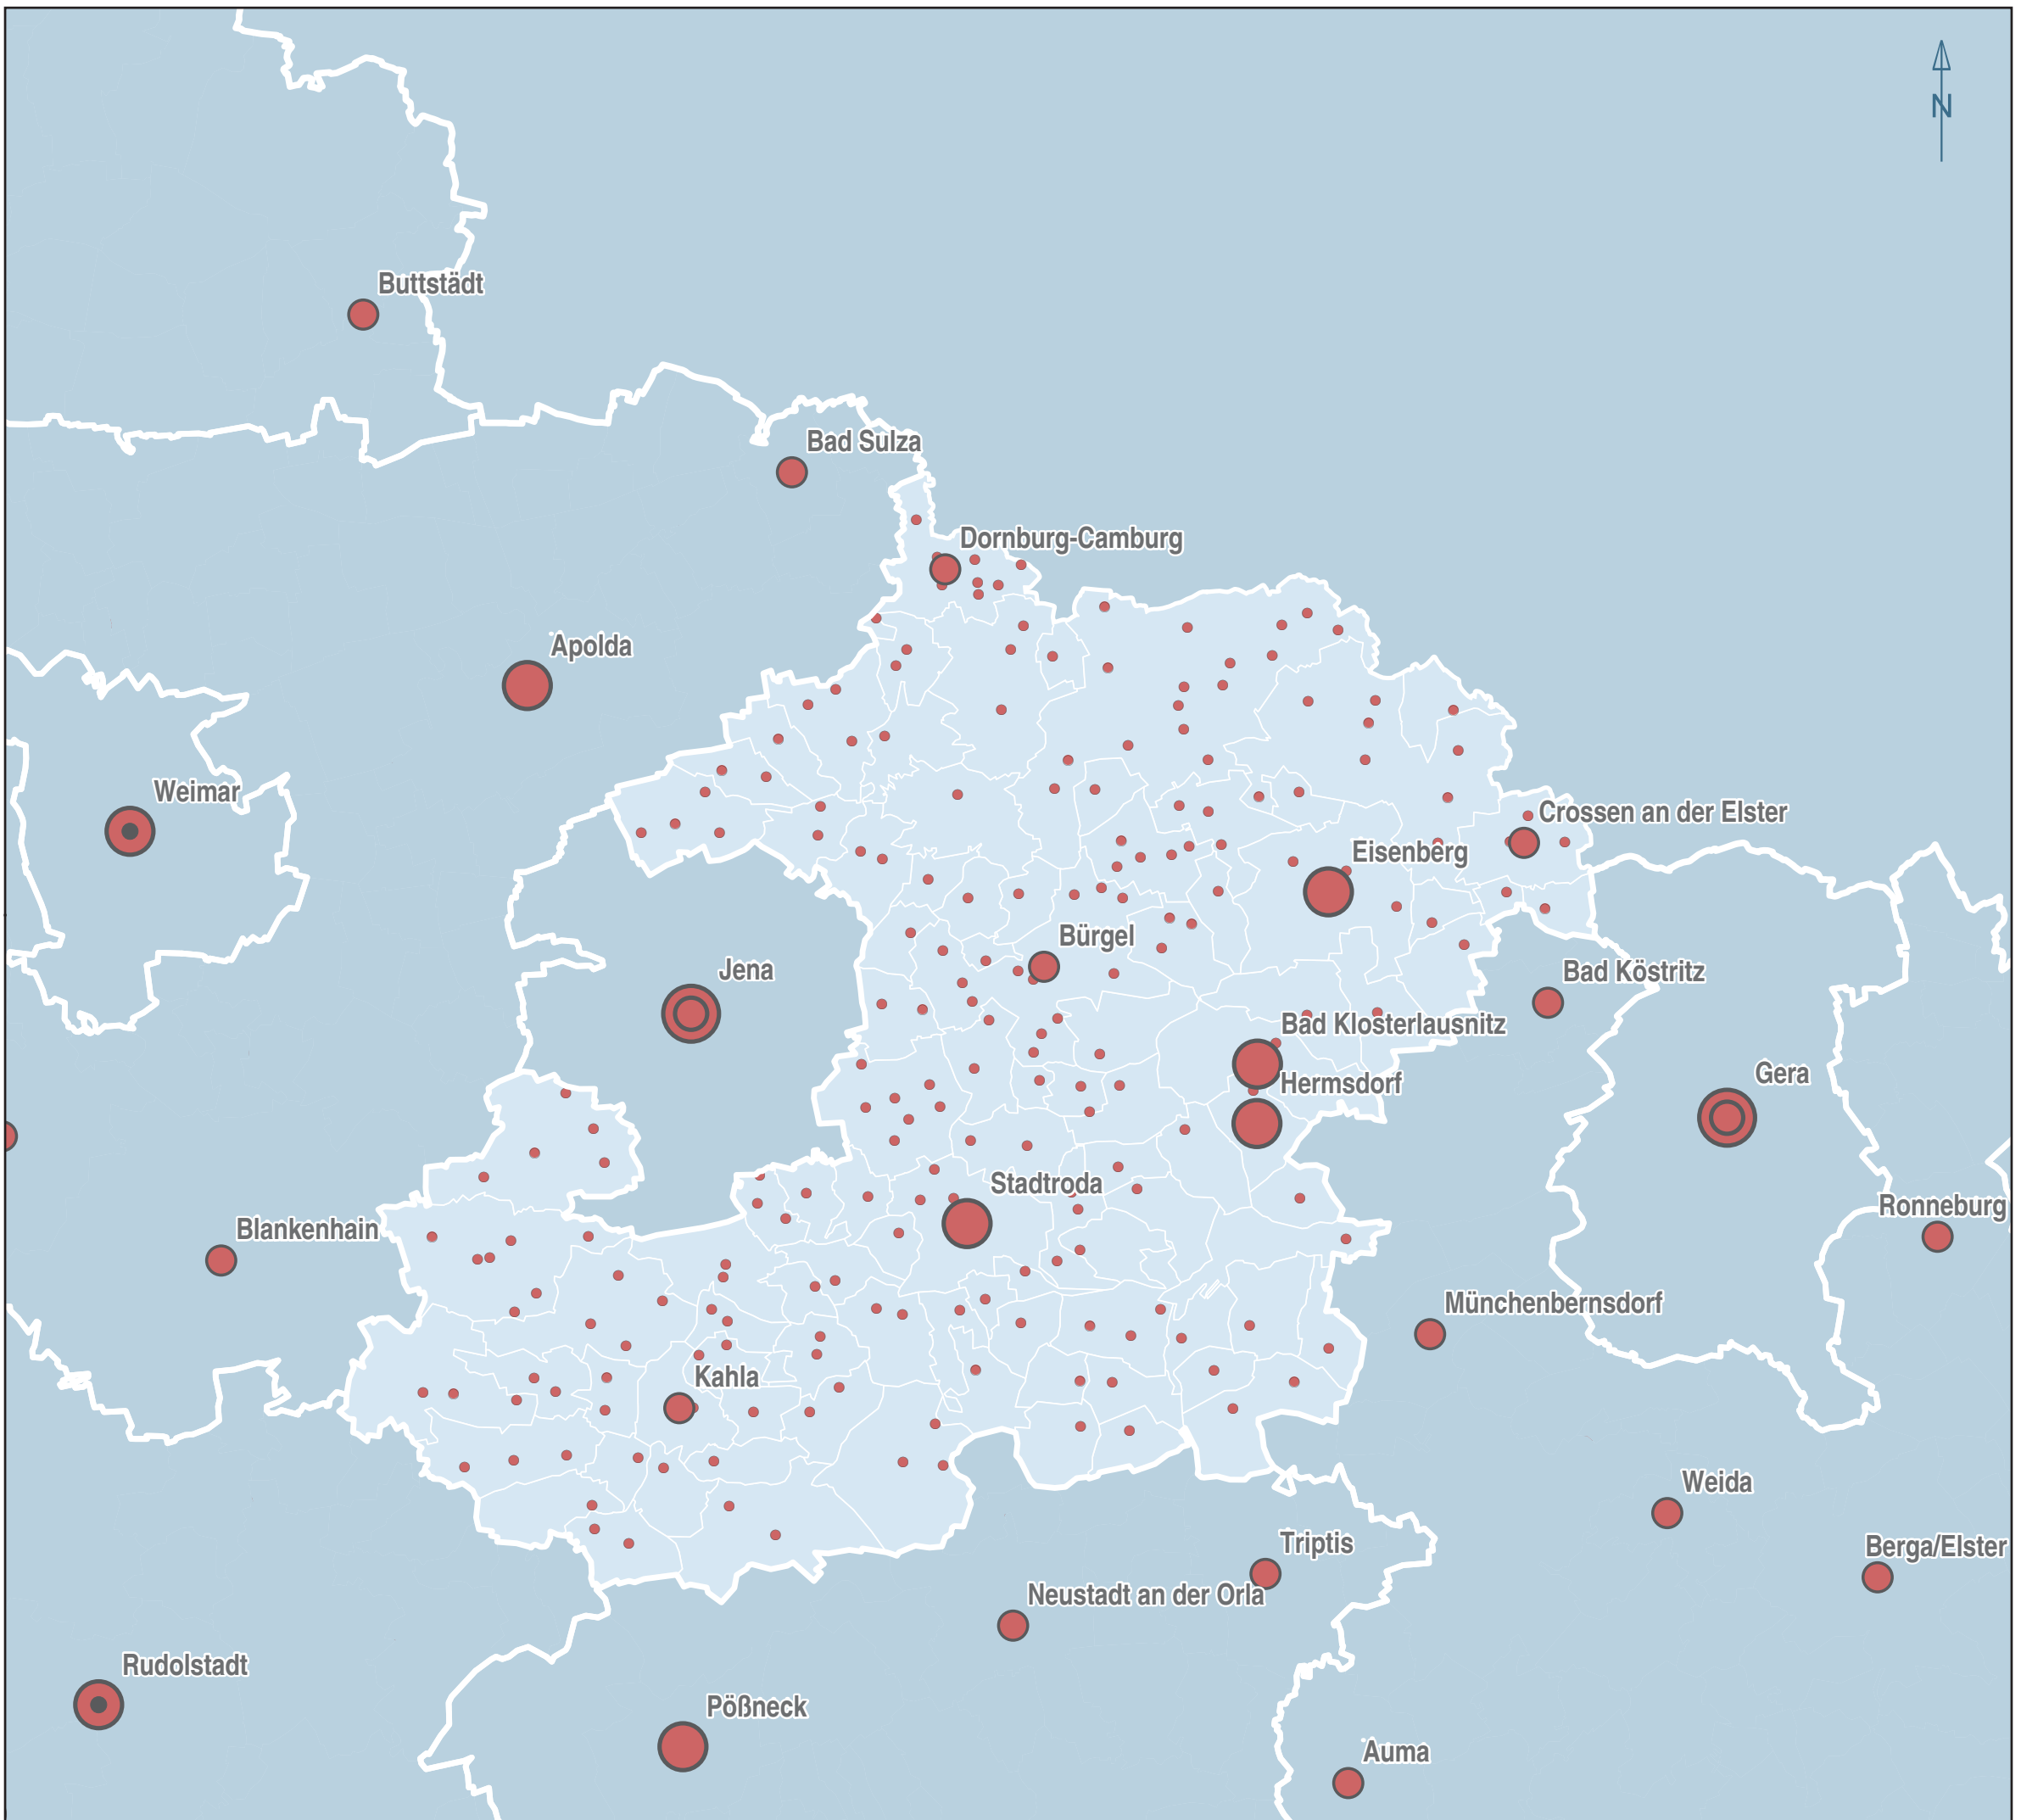 N
Buttstädt
Bad Sulza
Dornburg-Camburg
Apolda
Weimar
Crossen an der Elster
Eisenberg
Bürgel
Jena
Bad Köstritz
Bad Klosterlausnitz
Gera
Hermsdorf
Stadtroda
Ronneburg
Blankenhain
Münchenbernsdorf
Kahla
Weida
Triptis
Berga/Elster
Neustadt an der Orla
Rudolstadt
Pößneck
Auma